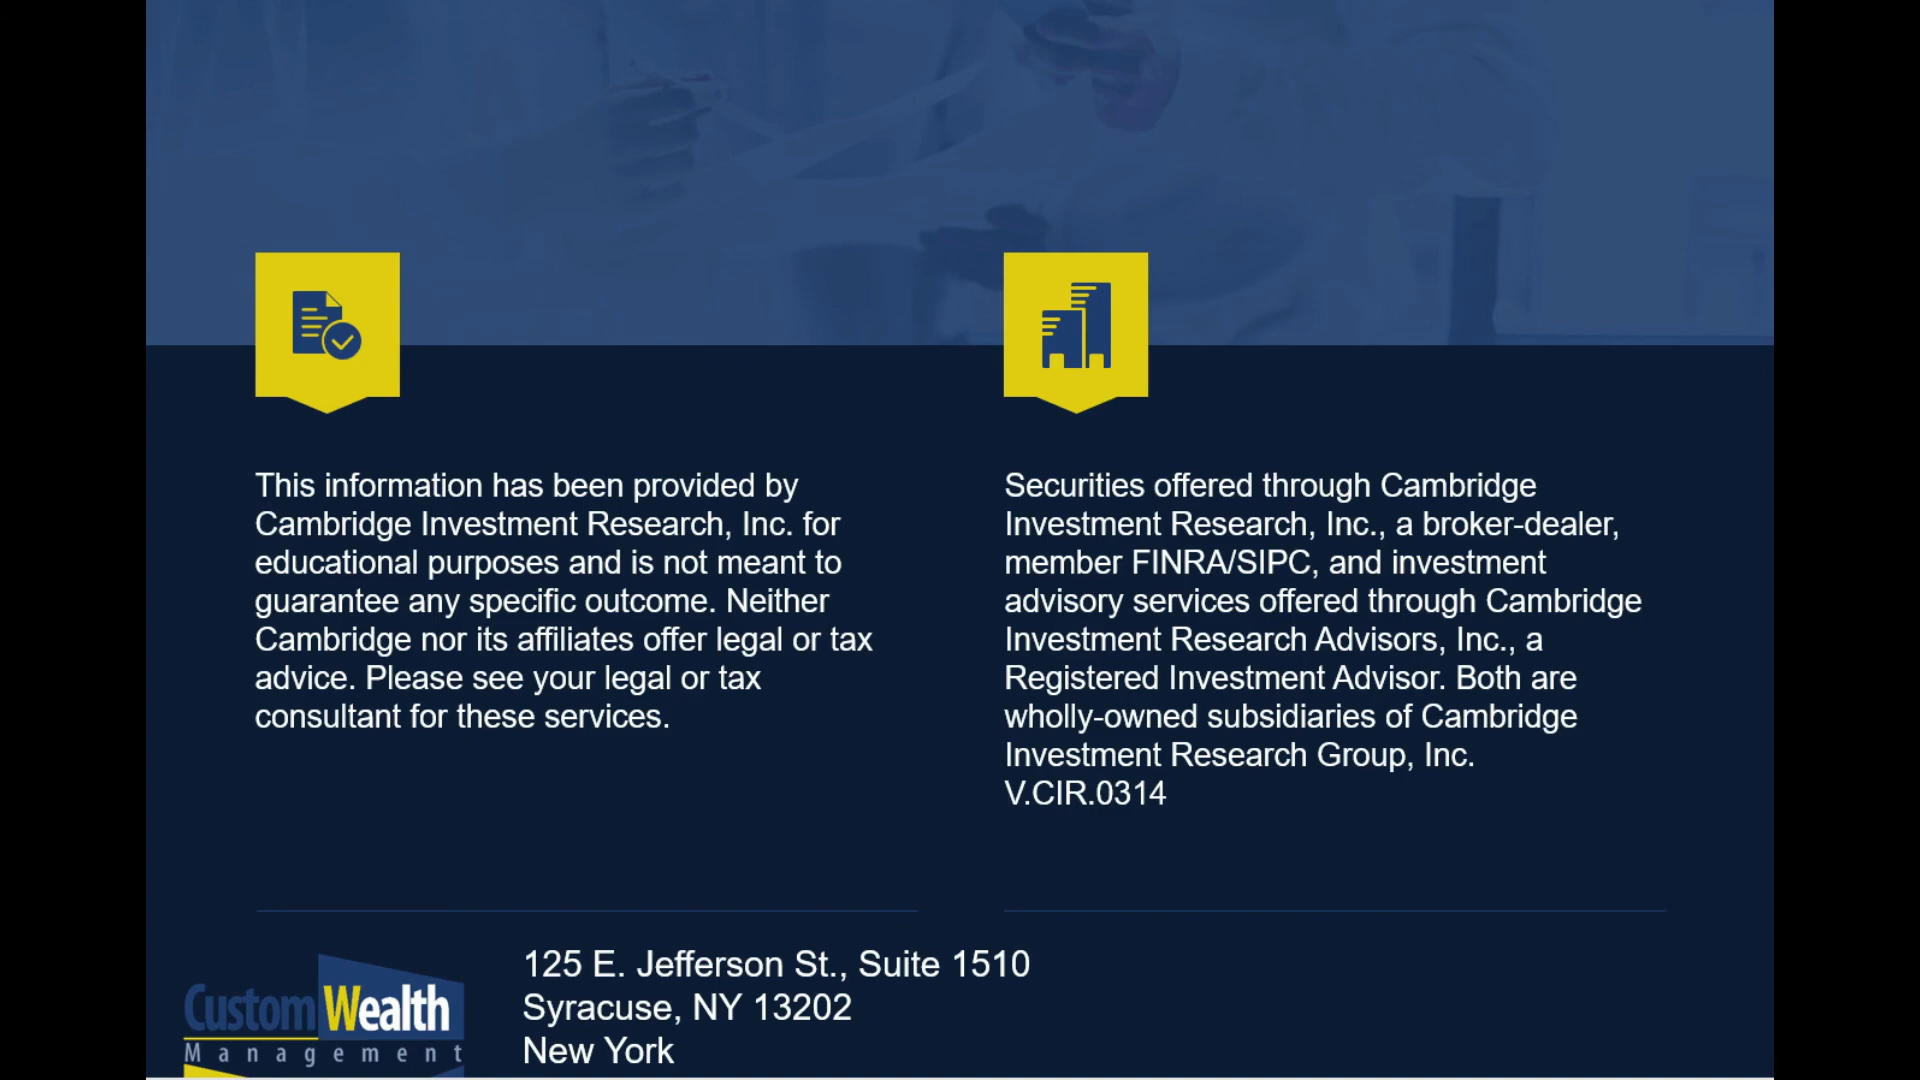 This information has been provided by
Cambridge Investment Research, Inc. for
educational purposes and is not meant to
guarantee any specific outcome. Neither
Cambridge nor its affiliates offer legal or tax
advice. Please see your legal or tax
consultant for these services.
Securities offered through Cambridge
Investment Research, Inc., a broker-dealer,
member FINRA/SIPC, and investment
advisory services offered through Cambridge
Investment Research Advisors, Inc., a
Registered Investment Advisor. Both are
wholly-owned subsidiaries of Cambridge
Investment Research Group, Inc.
V.CIR.0314
CustomWealth
Management
125 E. Jefferson St., Suite 1510
Syracuse, NY 13202
New York